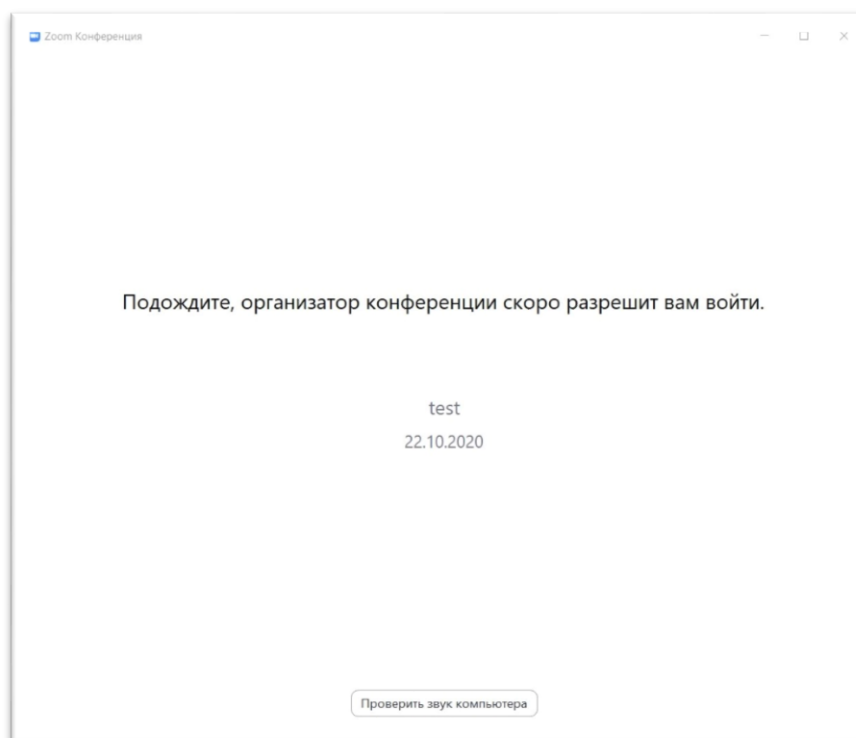 Zoom Конференция
Подождите, организатор конференции скоро разрешит вам войти.
test
22.10.2020
Проверить звук компьютера